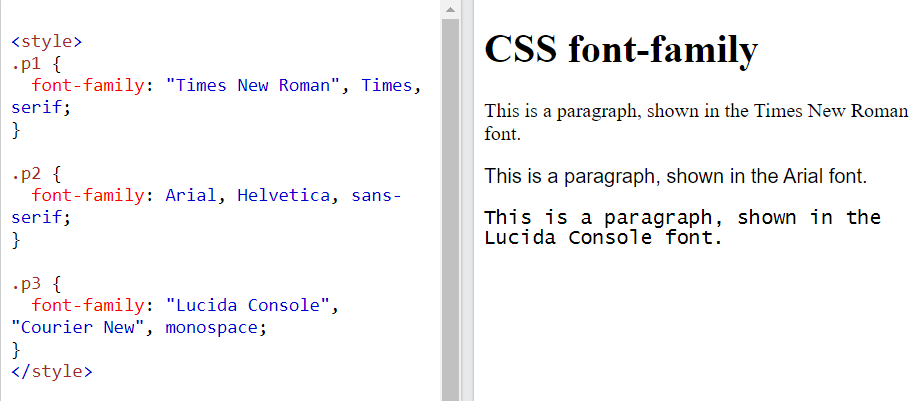 <style>
.p1 {
  font-family: "Times New Roman", Times,
serif;
}
.p2 {
  font-family: Arial, Helvetica, sans-
serif;
}
.p3 {
  font-family: "Lucida Console",
"Courier New", monospace;
}
</style>
CSS font-family
This is a paragraph, shown in the Times New Roman
font.
This is a paragraph, shown in the Arial font.
This is a paragraph, shown in the
Lucida Console font.